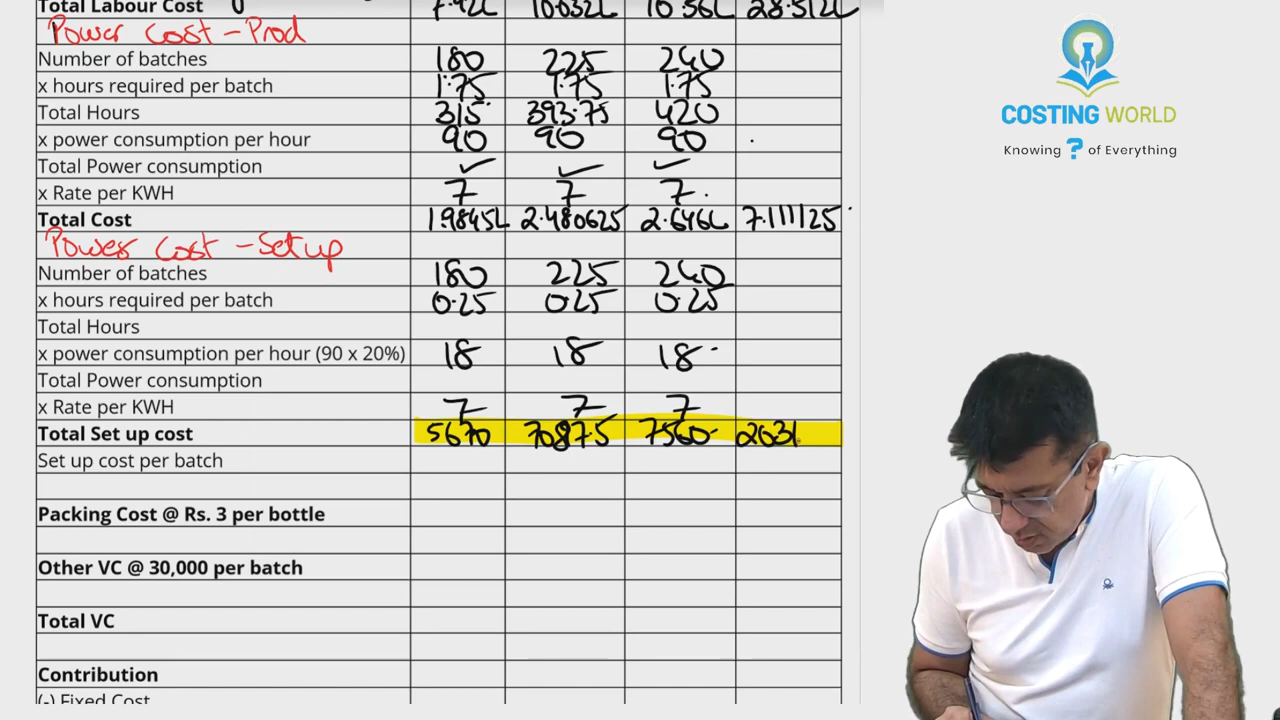 Total Labour Cost 7.92L 10.032L 10.56L 28.512L
Power Cost - Prod
Number of batches 180 225 240
x hours required per batch 1.75 1.75 1.75
Total Hours 315 393.75 420
x power consumption per hour 90 90 90
Total Power consumption ✓ ✓ ✓
x Rate per KWH 7 7 7
Total Cost 1.9845L 2.480625 2.646L 7.111125
Power Cost - Set up
Number of batches 180 225 240
x hours required per batch 0.25 0.25 0.25
Total Hours
x power consumption per hour (90 x 20%) 18 18 18
Total Power consumption
x Rate per KWH 7 7 7
Total Set up cost 5670 7087.5 7560 2031
Set up cost per batch
Packing Cost @ Rs. 3 per bottle
Other VC @ 30,000 per batch
Total VC
Contribution
(-) Fixed Cost
COSTING WORLD
Knowing ? of Everything